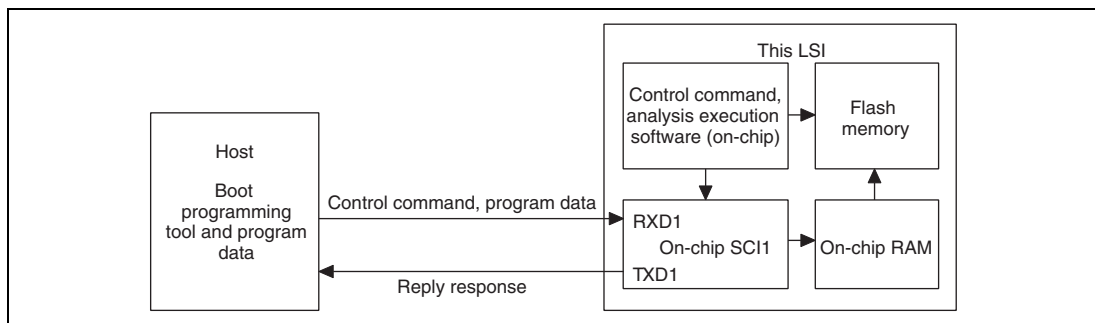 This LSI
Control command,
analysis execution
software (on-chip)
Flash
memory
Host
Boot
programming
tool and program
data
Control command, program data
RXD1
On-chip SCI1
TXD1
On-chip RAM
Reply response